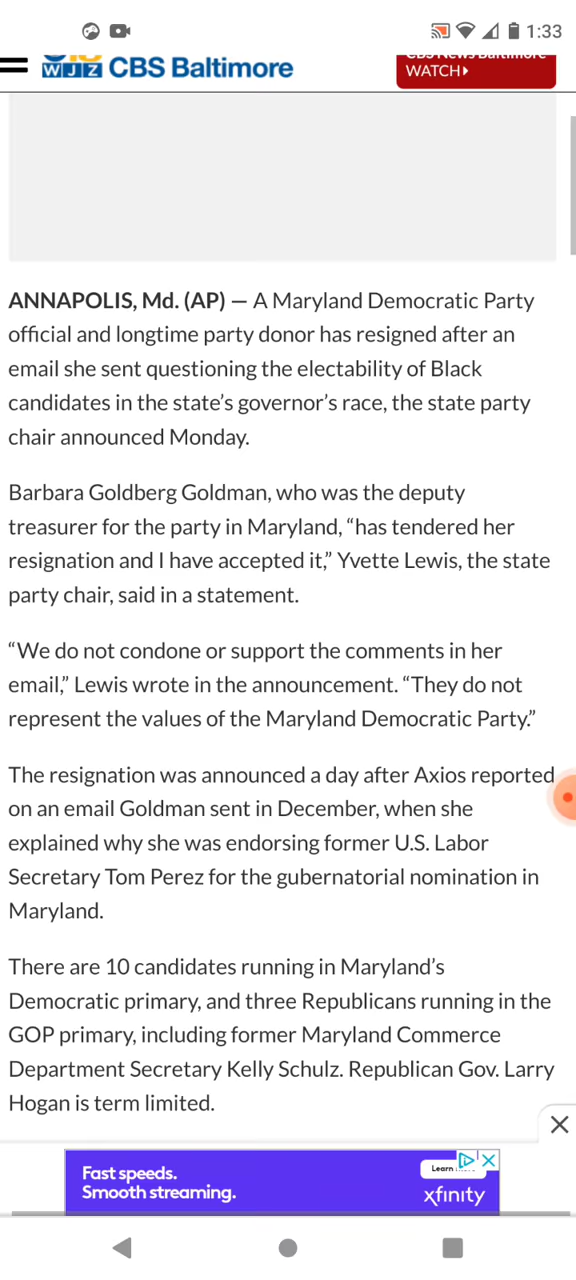 1:33
WJZ CBS Baltimore
CBS News Baltimore
WATCH
ANNAPOLIS, Md. (AP) — A Maryland Democratic Party
official and longtime party donor has resigned after an
email she sent questioning the electability of Black
candidates in the state’s governor’s race, the state party
chair announced Monday.
Barbara Goldberg Goldman, who was the deputy
treasurer for the party in Maryland, “has tendered her
resignation and I have accepted it,” Yvette Lewis, the state
party chair, said in a statement.
“We do not condone or support the comments in her
email,” Lewis wrote in the announcement. “They do not
represent the values of the Maryland Democratic Party.”
The resignation was announced a day after Axios reported
on an email Goldman sent in December, when she
explained why she was endorsing former U.S. Labor
Secretary Tom Perez for the gubernatorial nomination in
Maryland.
There are 10 candidates running in Maryland’s
Democratic primary, and three Republicans running in the
GOP primary, including former Maryland Commerce
Department Secretary Kelly Schulz. Republican Gov. Larry
Hogan is term limited.
Fast speeds.
Smooth streaming.
Learn
xfinity